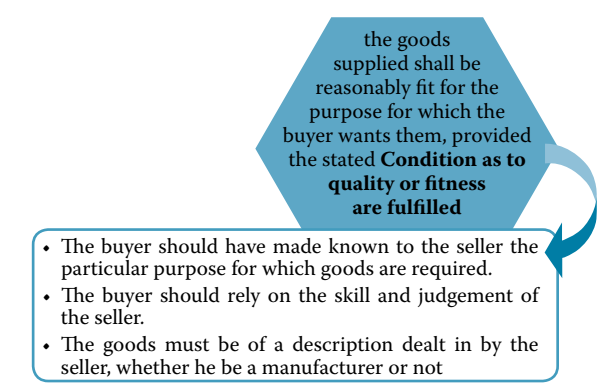 the goods
supplied shall be
reasonably fit for the
purpose for which the
buyer wants them, provided
the stated Condition as to
quality or fitness
are fulfilled
• The buyer should have made known to the seller the
particular purpose for which goods are required.
• The buyer should rely on the skill and judgement of
the seller.
• The goods must be of a description dealt in by the
seller, whether he be a manufacturer or not